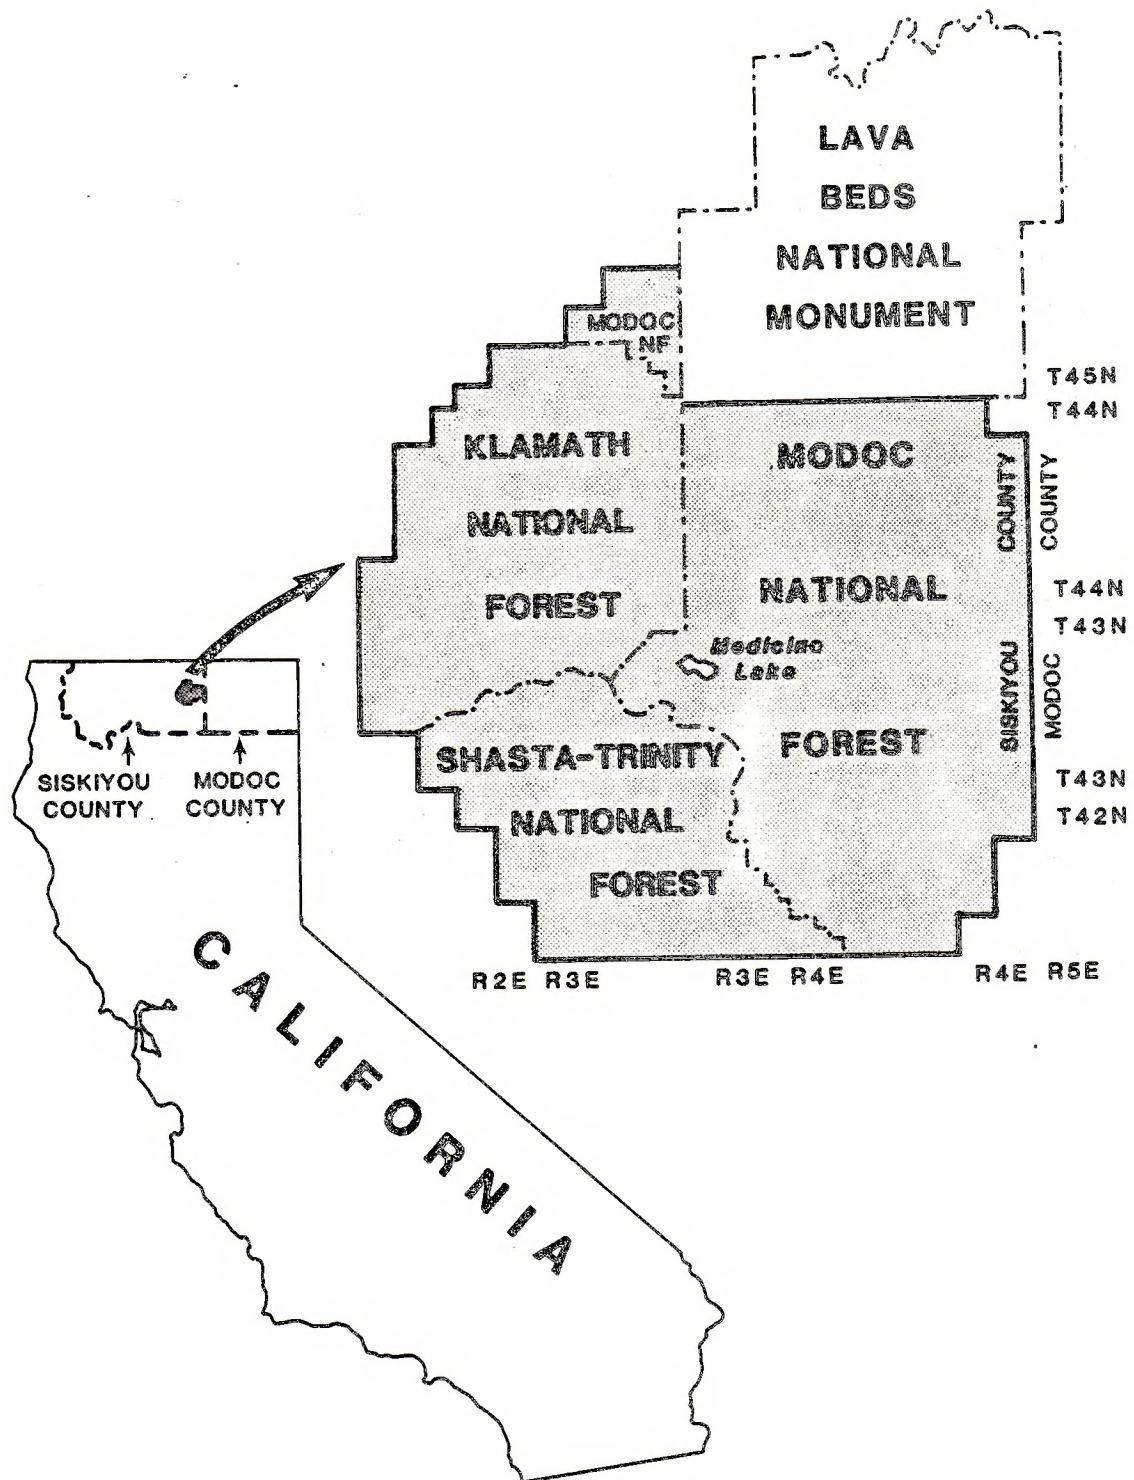 LAVA
BEDS
NATIONAL
MONUMENT
MODOC
NF
T45N
T44N
KLAMATH
NATIONAL
FOREST
MODOC
NATIONAL
FOREST
SISKIYOU COUNTY
MODOC COUNTY
T44N
T43N
Medicine
Lake
SHASTA-TRINITY
NATIONAL
FOREST
T43N
T42N
R2E R3E
R3E R4E
R4E R5E
SISKIYOU
COUNTY
MODOC
COUNTY
CALIFORNIA